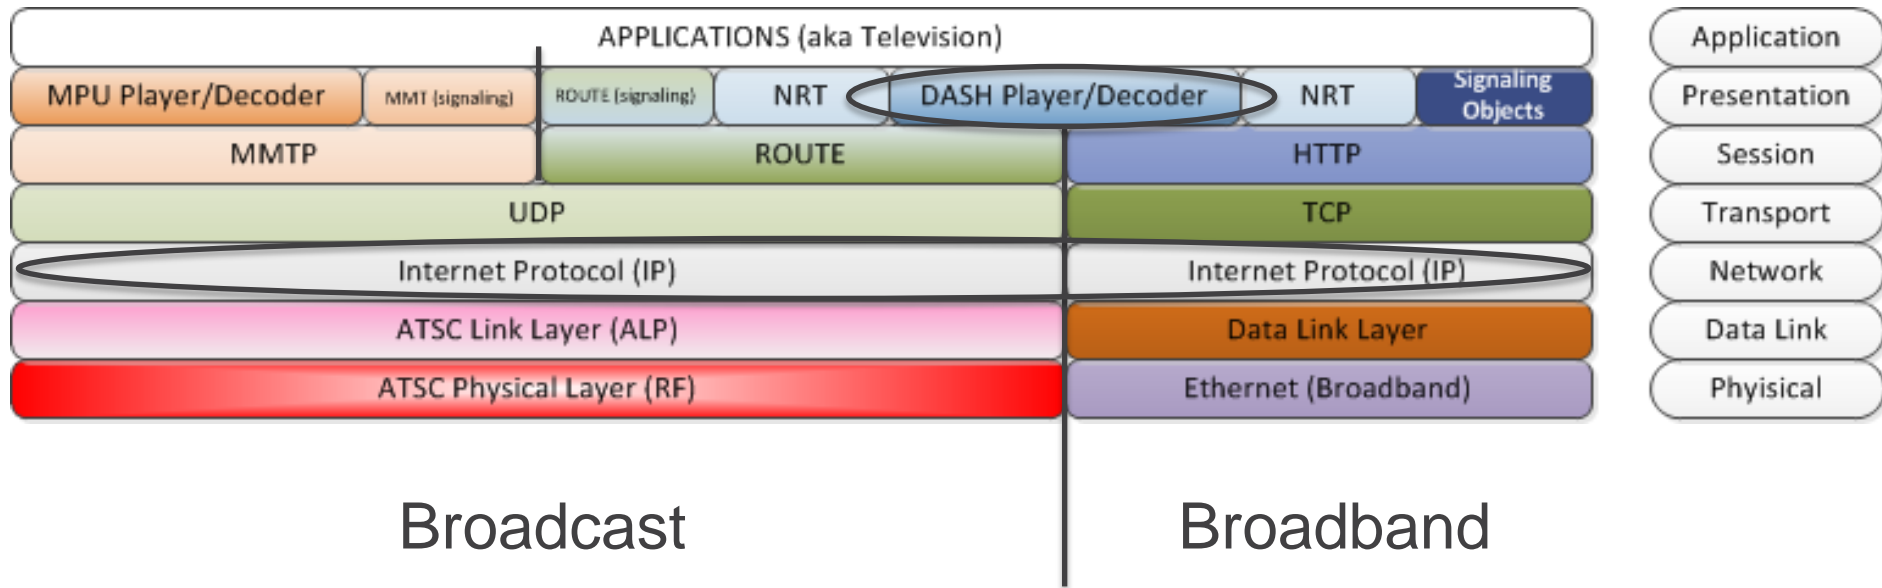 APPLICATIONS (aka Television) Application
MPU Player/Decoder MMT (signaling) ROUTE (signaling) NRT DASH Player/Decoder NRT Signaling Objects Presentation
MMTP ROUTE HTTP Session
UDP TCP Transport
Internet Protocol (IP) Internet Protocol (IP) Network
ATSC Link Layer (ALP) Data Link Layer Data Link
ATSC Physical Layer (RF) Ethernet (Broadband) Phyisical
Broadcast Broadband